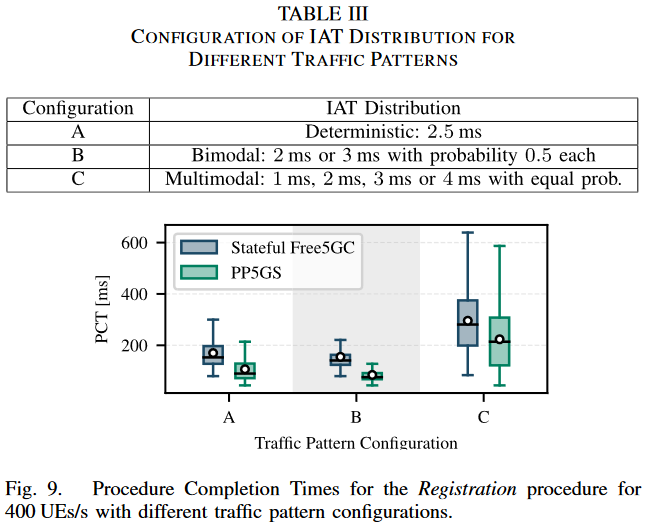 TABLE III
CONFIGURATION OF IAT DISTRIBUTION FOR
DIFFERENT TRAFFIC PATTERNS
Configuration IAT Distribution
A Deterministic: 2.5 ms
B Bimodal: 2 ms or 3 ms with probability 0.5 each
C Multimodal: 1 ms, 2 ms, 3 ms or 4 ms with equal prob.
600
400
200
PCT [ms]
Stateful Free5GC
PP5GS
A B C
Traffic Pattern Configuration
Fig. 9. Procedure Completion Times for the Registration procedure for
400 UEs/s with different traffic pattern configurations.